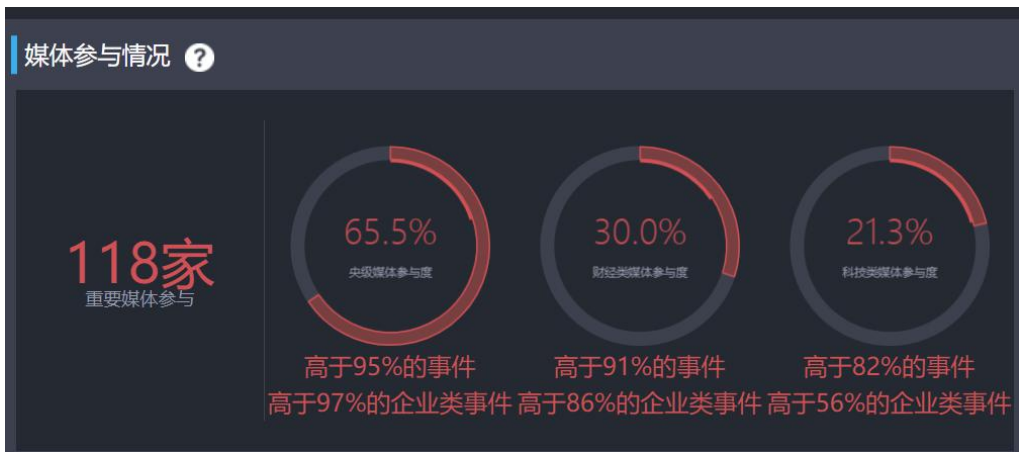 媒体参与情况 ?
118家
重要媒体参与
65.5%
央级媒体参与度
高于95%的事件
高于97%的企业类事件
30.0%
财经类媒体参与度
高于91%的事件
高于86%的企业类事件
21.3%
科技类媒体参与度
高于82%的事件
高于56%的企业类事件